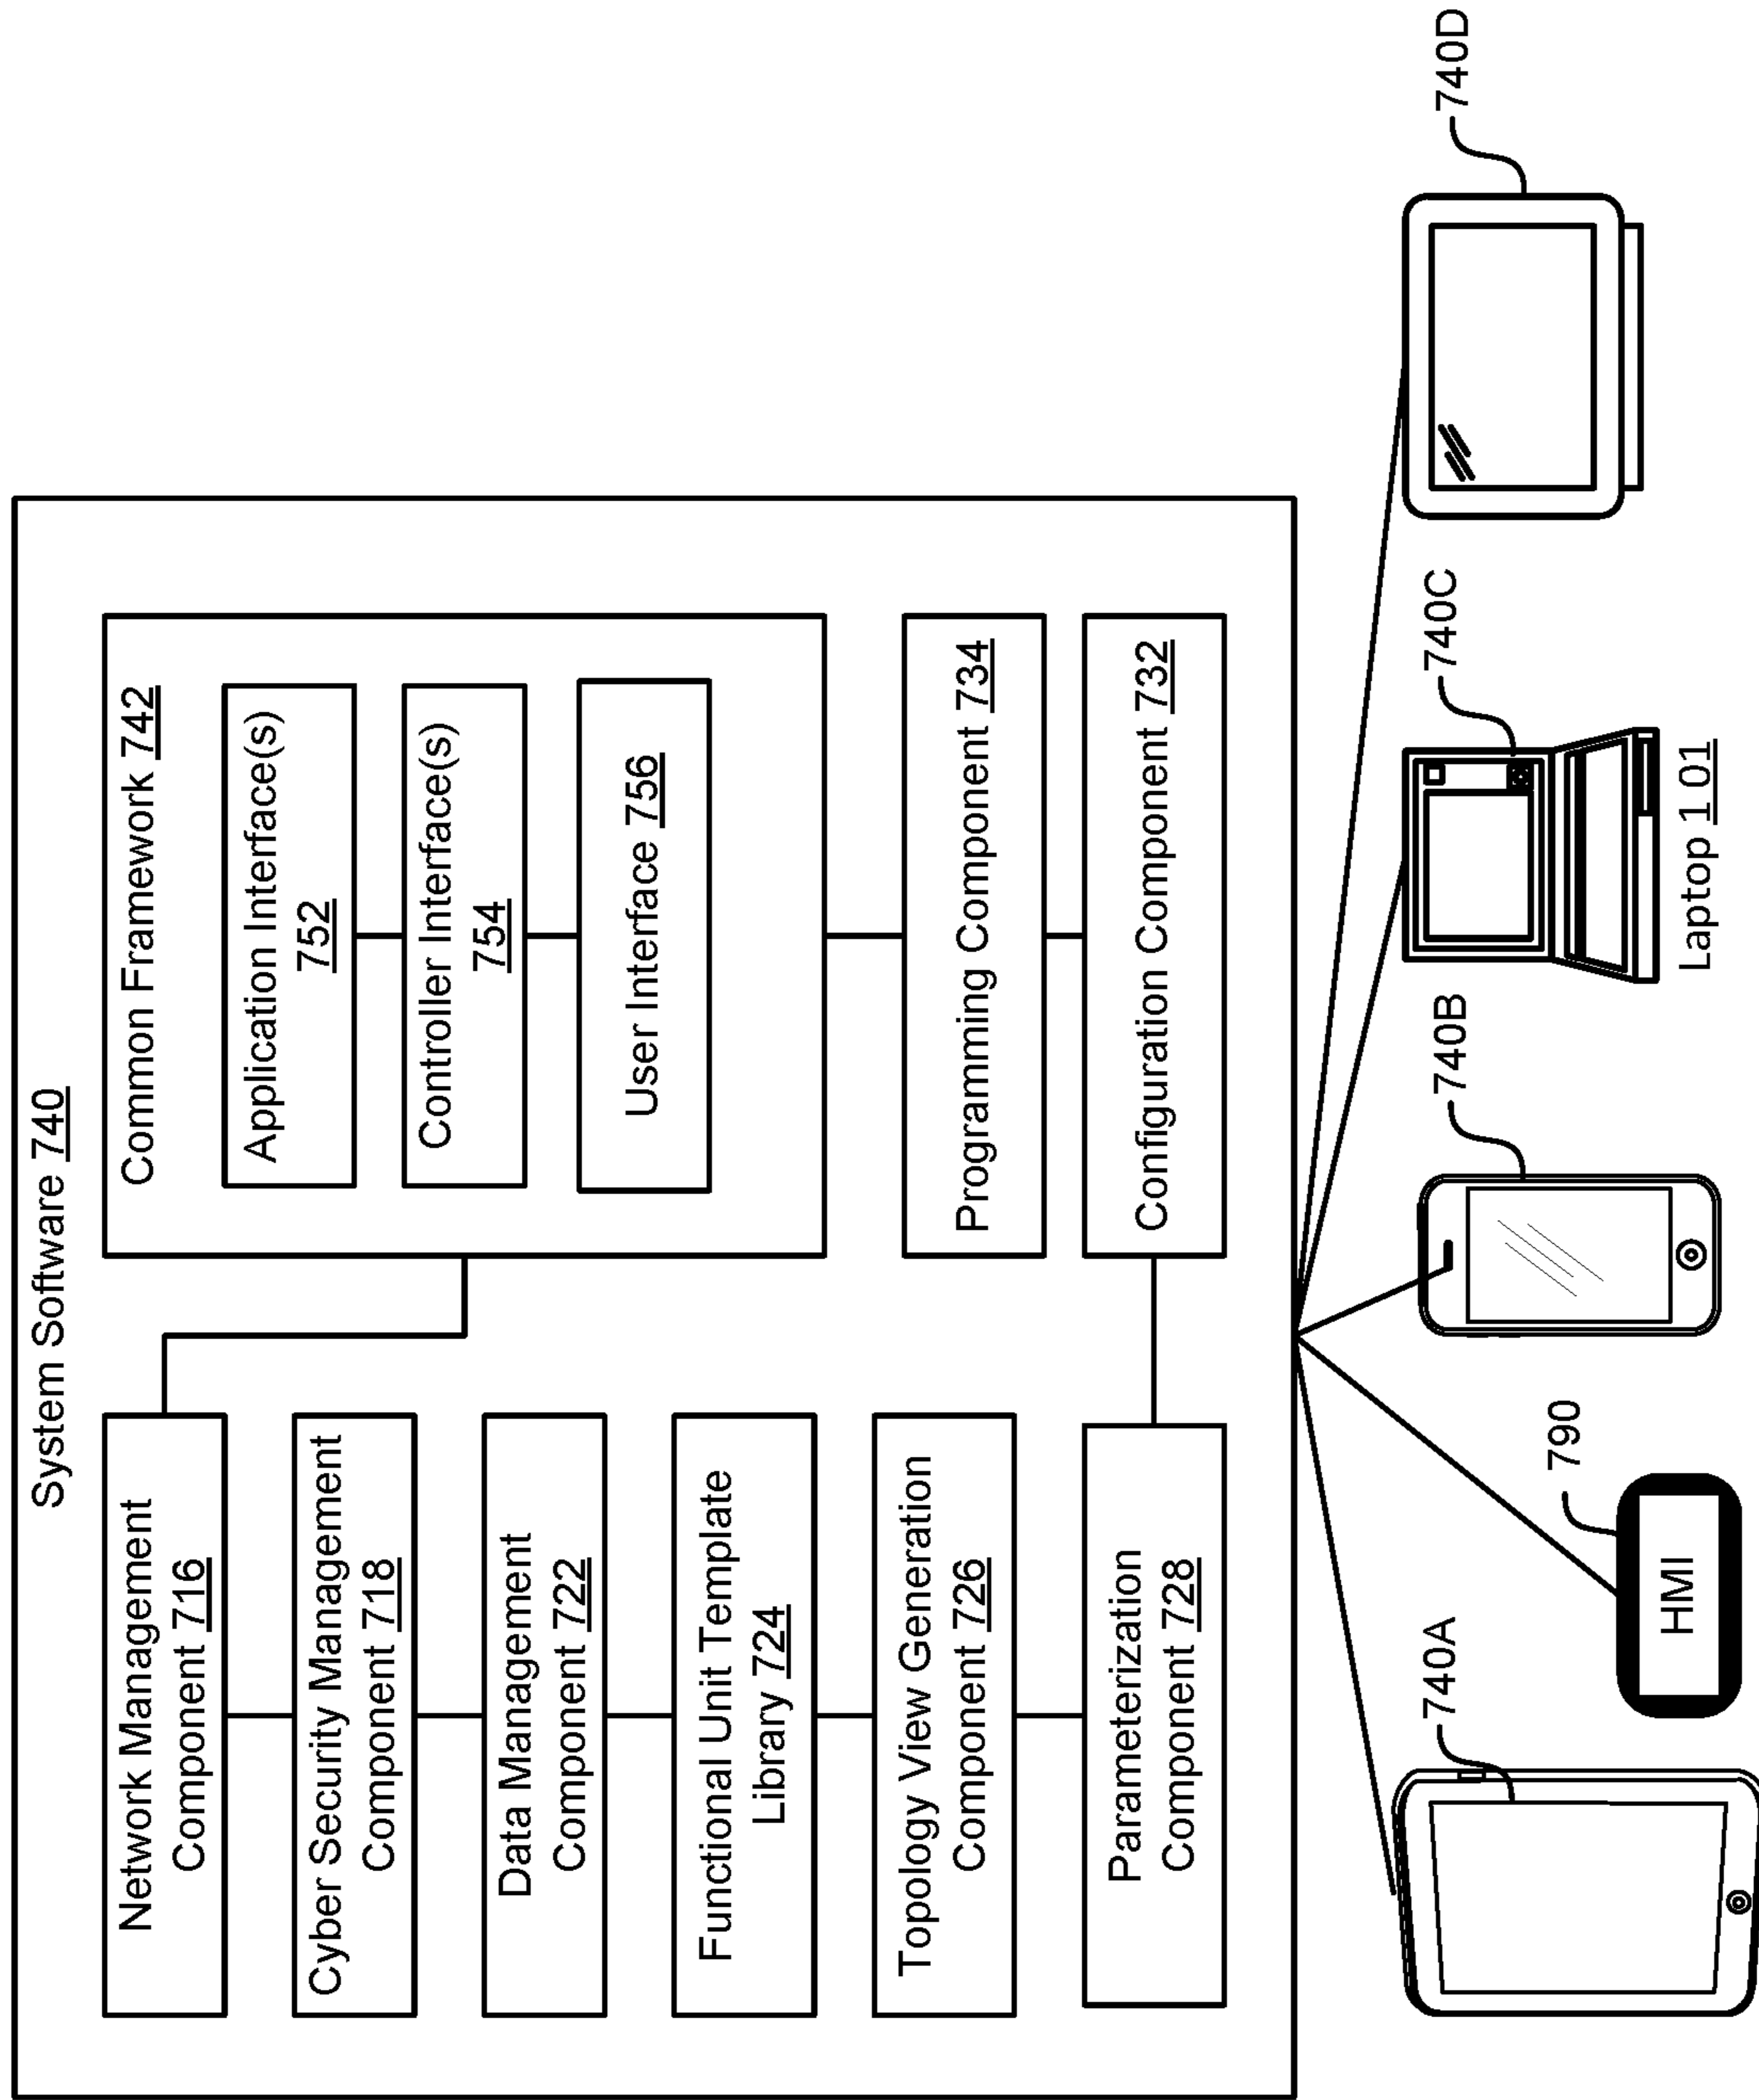 System Software 740
Network Management
Component 716
Cyber Security Management
Component 718
Data Management
Component 722
Functional Unit Template
Library 724
Topology View Generation
Component 726
Parameterization
Component 728
Common Framework 742
Application Interface(s)
752
Controller Interface(s)
754
User Interface 756
Programming Component 734
Configuration Component 732
740A
790
HMI
740B
740C
Laptop 1 01
740D